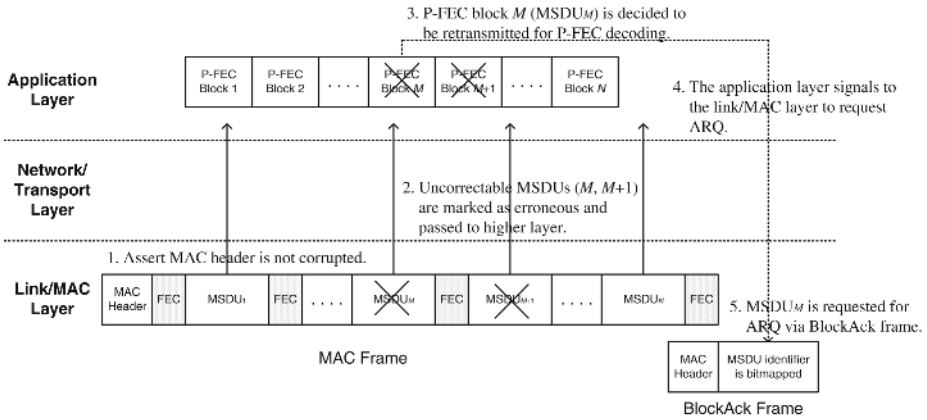 3. P-FEC block M (MSDUM) is decided to
be retransmitted for P-FEC decoding.
Application
Layer
P-FEC
Block 1
P-FEC
Block 2
. . . .
P-FEC
Block M
P-FEC
Block M+1
. . . .
P-FEC
Block N
4. The application layer signals to
the link/MAC layer to request
ARQ.
Network/
Transport
Layer
2. Uncorrectable MSDUs (M, M+1)
are marked as erroneous and
passed to higher layer.
1. Assert MAC header is not corrupted.
Link/MAC
Layer
MAC
Header
FEC
MSDU1
FEC
. . . .
MSDUM
FEC
MSDUM+1
. . . .
MSDUN
FEC
5. MSDUM is requested for
ARQ via BlockAck frame.
MAC Frame
MAC
Header
MSDU identifier
is bitmapped
BlockAck Frame